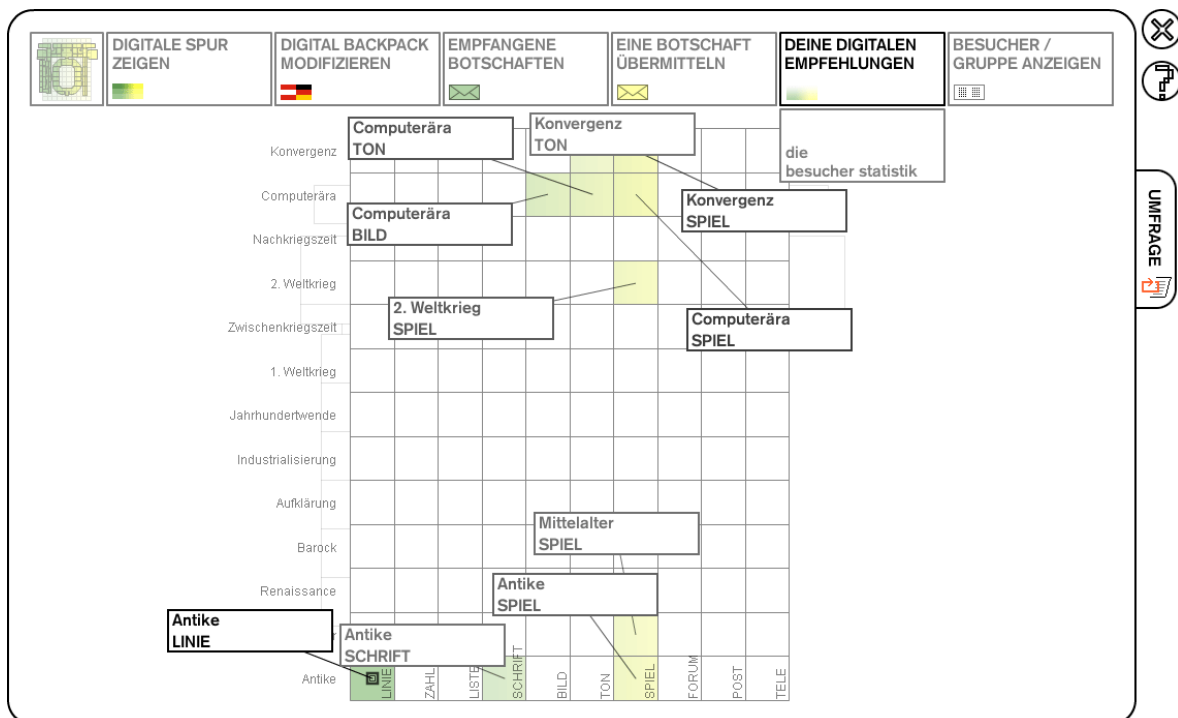 DIGITALE SPUR
ZEIGEN
DIGITAL BACKPACK
MODIFIZIEREN
EMPFANGENE
BOTSCHAFTEN
EINE BOTSCHAFT
ÜBERMITTELN
DEINE DIGITALEN
EMPFEHLUNGEN
BESUCHER /
GRUPPE ANZEIGEN
die
besucher statistik
UMFRAGE
Konvergenz
Computerära
Nachkriegszeit
2. Weltkrieg
Zwischenkriegszeit
1. Weltkrieg
Jahrhundertwende
Industrialisierung
Aufklärung
Barock
Renaissance
Antike
Computerära
TON
Konvergenz
TON
Computerära
BILD
Konvergenz
SPIEL
2. Weltkrieg
SPIEL
Computerära
SPIEL
Mittelalter
SPIEL
Antike
SPIEL
Antike
LINIE
Antike
SCHRIFT
LINIE
ZAHL
LISTE
SCHRIFT
BILD
TON
SPIEL
FORUM
POST
TELE